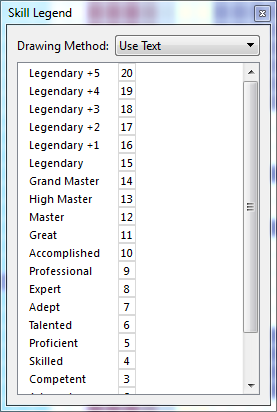 Skill Legend
Drawing Method: Use Text
Legendary +5 20
Legendary +4 19
Legendary +3 18
Legendary +2 17
Legendary +1 16
Legendary 15
Grand Master 14
High Master 13
Master 12
Great 11
Accomplished 10
Professional 9
Expert 8
Adept 7
Talented 6
Proficient 5
Skilled 4
Competent 3